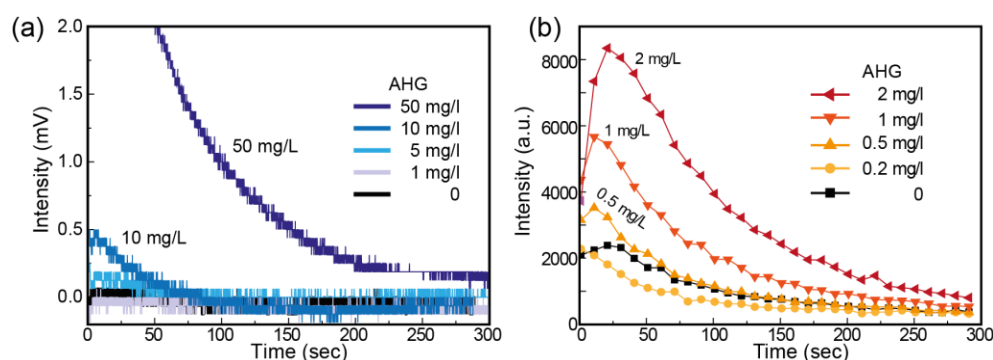 (a)
2.0
1.5
1.0
0.5
0.0
Intensity (mV)
AHG
50 mg/l
10 mg/l
5 mg/l
1 mg/l
0
50 mg/L
10 mg/L
0
50
100
150
200
250
300
Time (sec)
(b)
8000
6000
4000
2000
0
Intensity (a.u.)
2 mg/L
1 mg/L
0.5 mg/L
AHG
2 mg/l
1 mg/l
0.5 mg/l
0.2 mg/l
0
0
50
100
150
200
250
300
Time (sec)